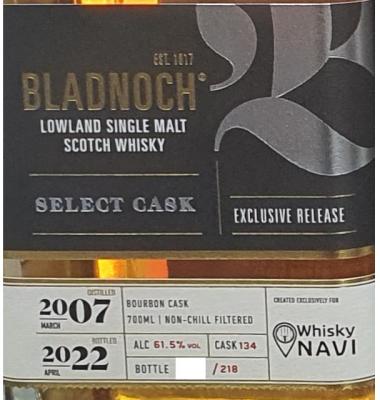 EST. 1817
BLADNOCH®
LOWLAND SINGLE MALT
SCOTCH WHISKY
SELECT CASK
EXCLUSIVE RELEASE
DISTILLED
2007
MARCH
BOTTLED
2022
APRIL
BOURBON CASK
700ML | NON-CHILL FILTERED
ALC 61.5% VOL
CASK 134
BOTTLE / 218
CREATED EXCLUSIVELY FOR
Whisky
NAVI